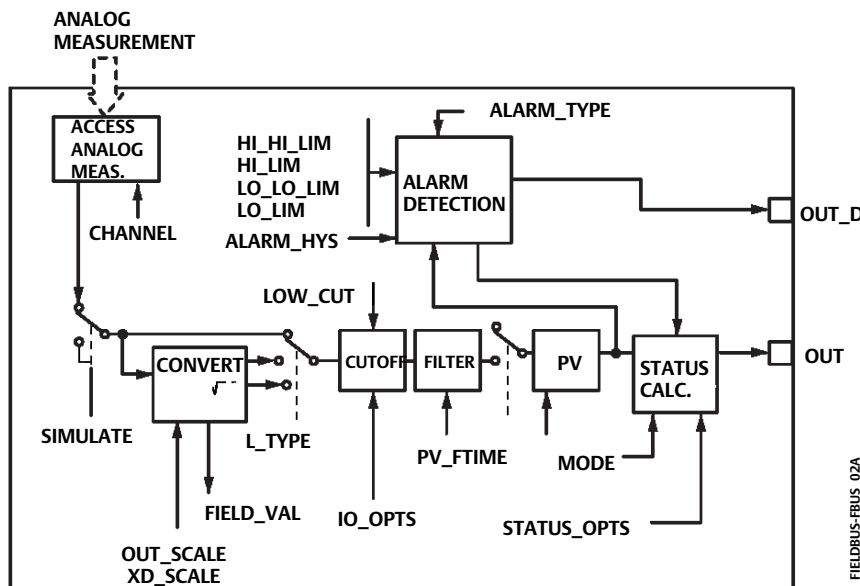 ANALOG
MEASUREMENT
ACCESS
ANALOG
MEAS.
CHANNEL
HI_HI_LIM
HI_LIM
LO_LO_LIM
LO_LIM
ALARM_HYS
ALARM_TYPE
ALARM
DETECTION
OUT_D
LOW_CUT
CONVERT
√
CUTOFF
FILTER
PV
STATUS
CALC.
OUT
SIMULATE
L_TYPE
PV_FTIME
MODE
FIELD_VAL
IO_OPTS
STATUS_OPTS
OUT_SCALE
XD_SCALE
FIELDBUS-FBUS_02A